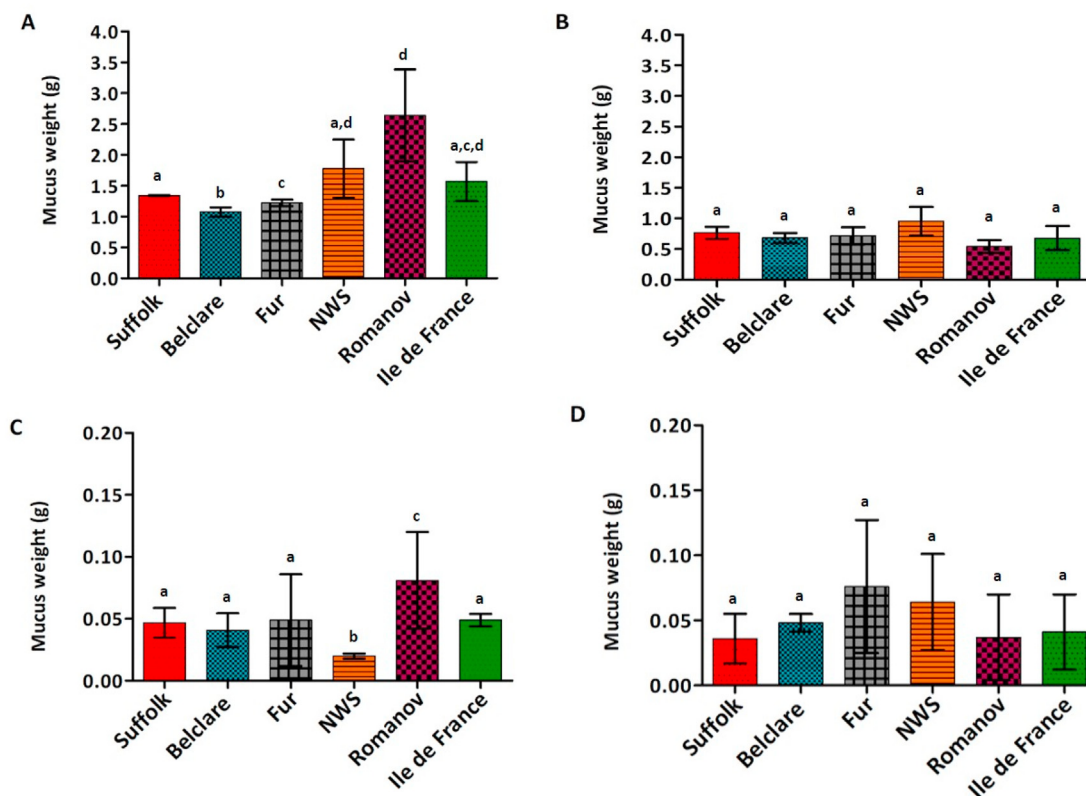 A
Mucus weight (g)
4.0
3.5
3.0
2.5
2.0
1.5
1.0
0.5
0.0
a
b
c
a,d
d
a,c,d
Suffolk
Belclare
Fur
NWS
Romanov
Ile de France
B
Mucus weight (g)
4.0
3.5
3.0
2.5
2.0
1.5
1.0
0.5
0.0
a
a
a
a
a
a
Suffolk
Belclare
Fur
NWS
Romanov
Ile de France
C
Mucus weight (g)
0.20
0.15
0.10
0.05
0.00
a
a
a
b
c
a
Suffolk
Belclare
Fur
NWS
Romanov
Ile de France
D
Mucus weight (g)
0.20
0.15
0.10
0.05
0.00
a
a
a
a
a
a
Suffolk
Belclare
Fur
NWS
Romanov
Ile de France